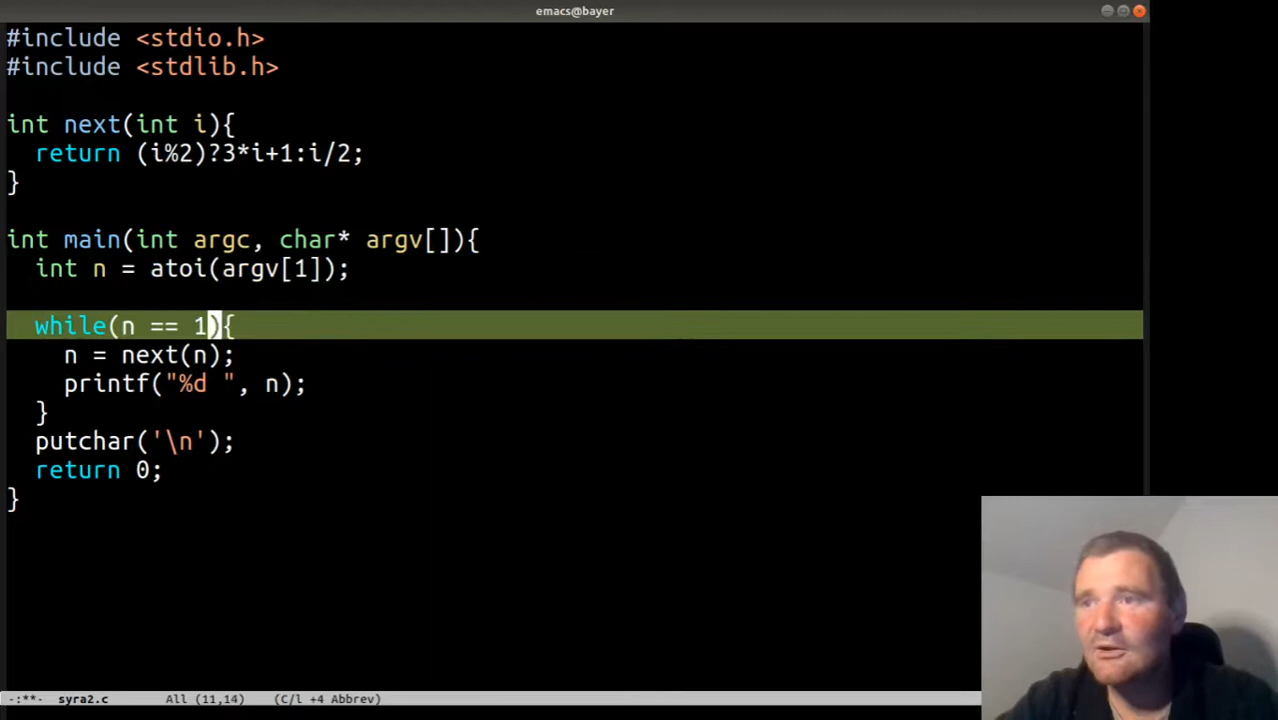 emacs@bayer
#include <stdio.h>
#include <stdlib.h>
int next(int i){
return (i%2)?3*i+1:i/2;
}
int main(int argc, char* argv[]){
int n = atoi(argv[1]);
while(n == 1){
n = next(n);
printf("%d ", n);
}
putchar('\n');
return 0;
}
-:**- syra2.c All (11,14) (C/l +4 Abbrev)